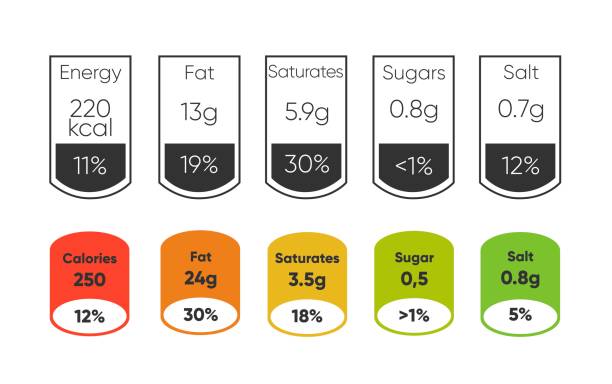 Energy
220
kcal
11%
Fat
13g
19%
Saturates
5.9g
30%
Sugars
0.8g
<1%
Salt
0.7g
12%
Calories
250
12%
Fat
24g
30%
Saturates
3.5g
18%
Sugar
0,5
>1%
Salt
0.8g
5%